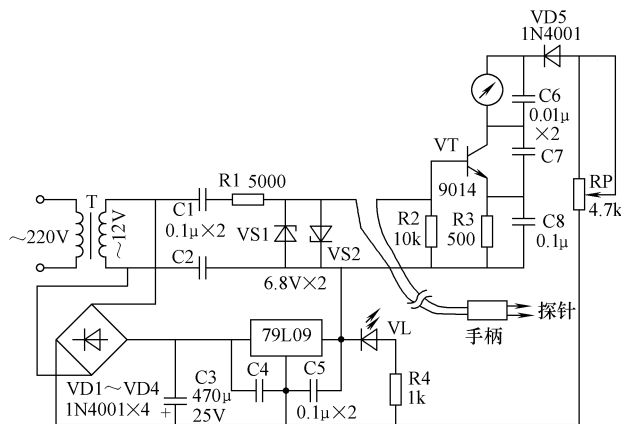 VD5
1N4001
C6
0.01μ
×2
C7
VT
9014
RP
4.7k
T
~220V
~12V
C1
0.1μ×2
R1 5000
C2
VS1
VS2
6.8V×2
R2
10k
R3
500
C8
0.1μ
探针
手柄
79L09
VL
VD1～VD4
1N4001×4
C3
470μ
25V
+
C4
C5
0.1μ×2
R4
1k